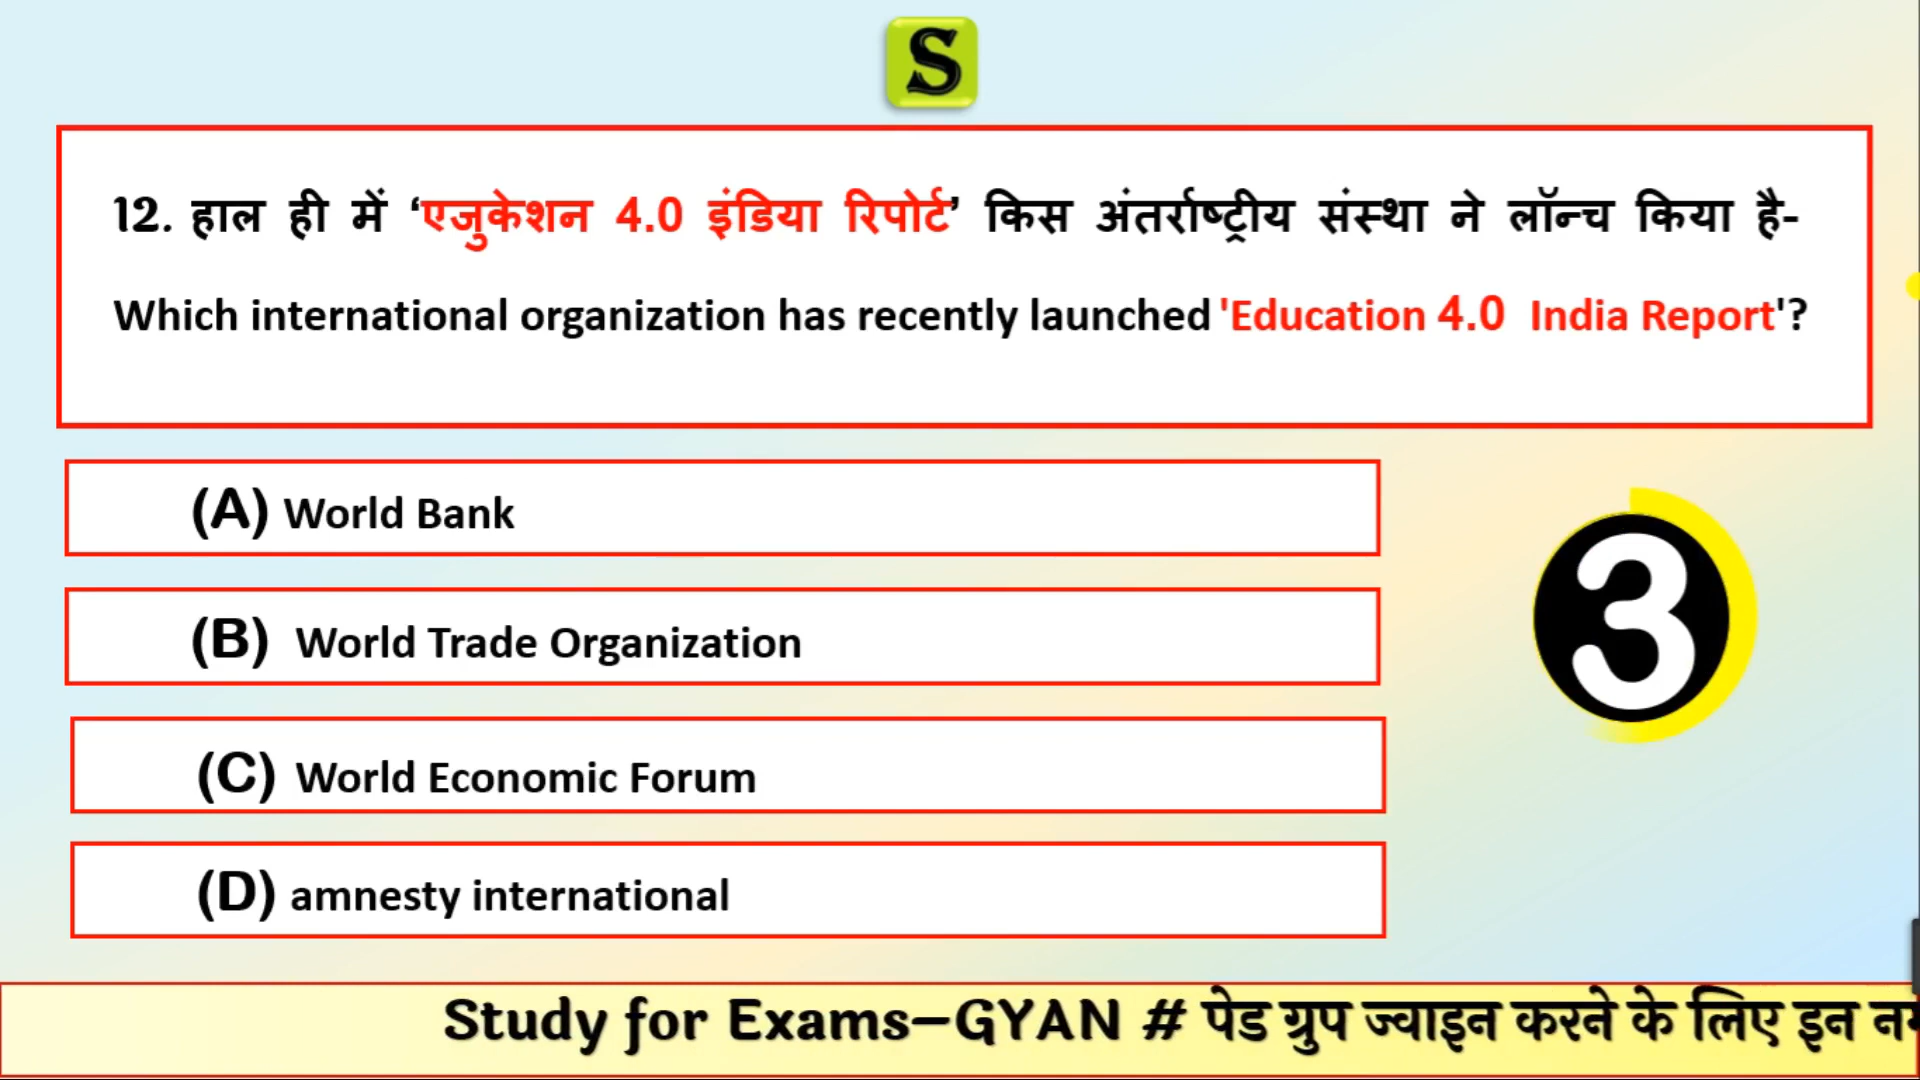 S
12. हाल ही में ‘एजुकेशन 4.0 इंडिया रिपोर्ट’ किस अंतर्राष्ट्रीय संस्था ने लॉन्च किया है-
Which international organization has recently launched 'Education 4.0 India Report'?
(A) World Bank
(B) World Trade Organization
3
(C) World Economic Forum
(D) amnesty international
Study for Exams–GYAN # पेड ग्रुप ज्वाइन करने के लिए इन